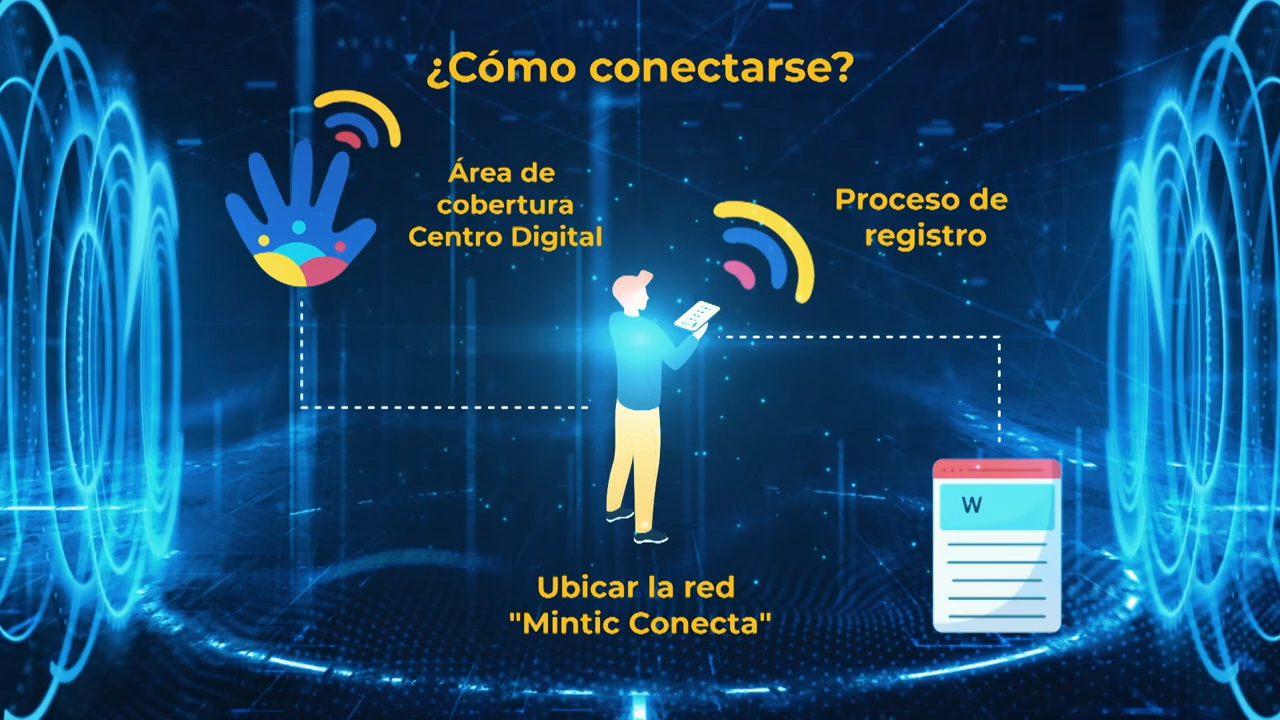 ¿Cómo conectarse?
Área de
cobertura
Centro Digital
Proceso de
registro
W
Ubicar la red
"Mintic Conecta"